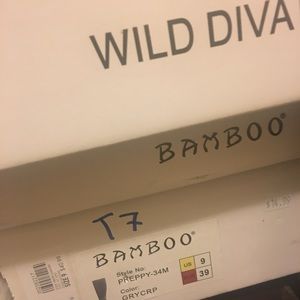 WILD DIVA
BAMBOO®
T7
BAMBOO®
Style No:
PREPPY-34M
Color:
GRYCRP
US 9
39